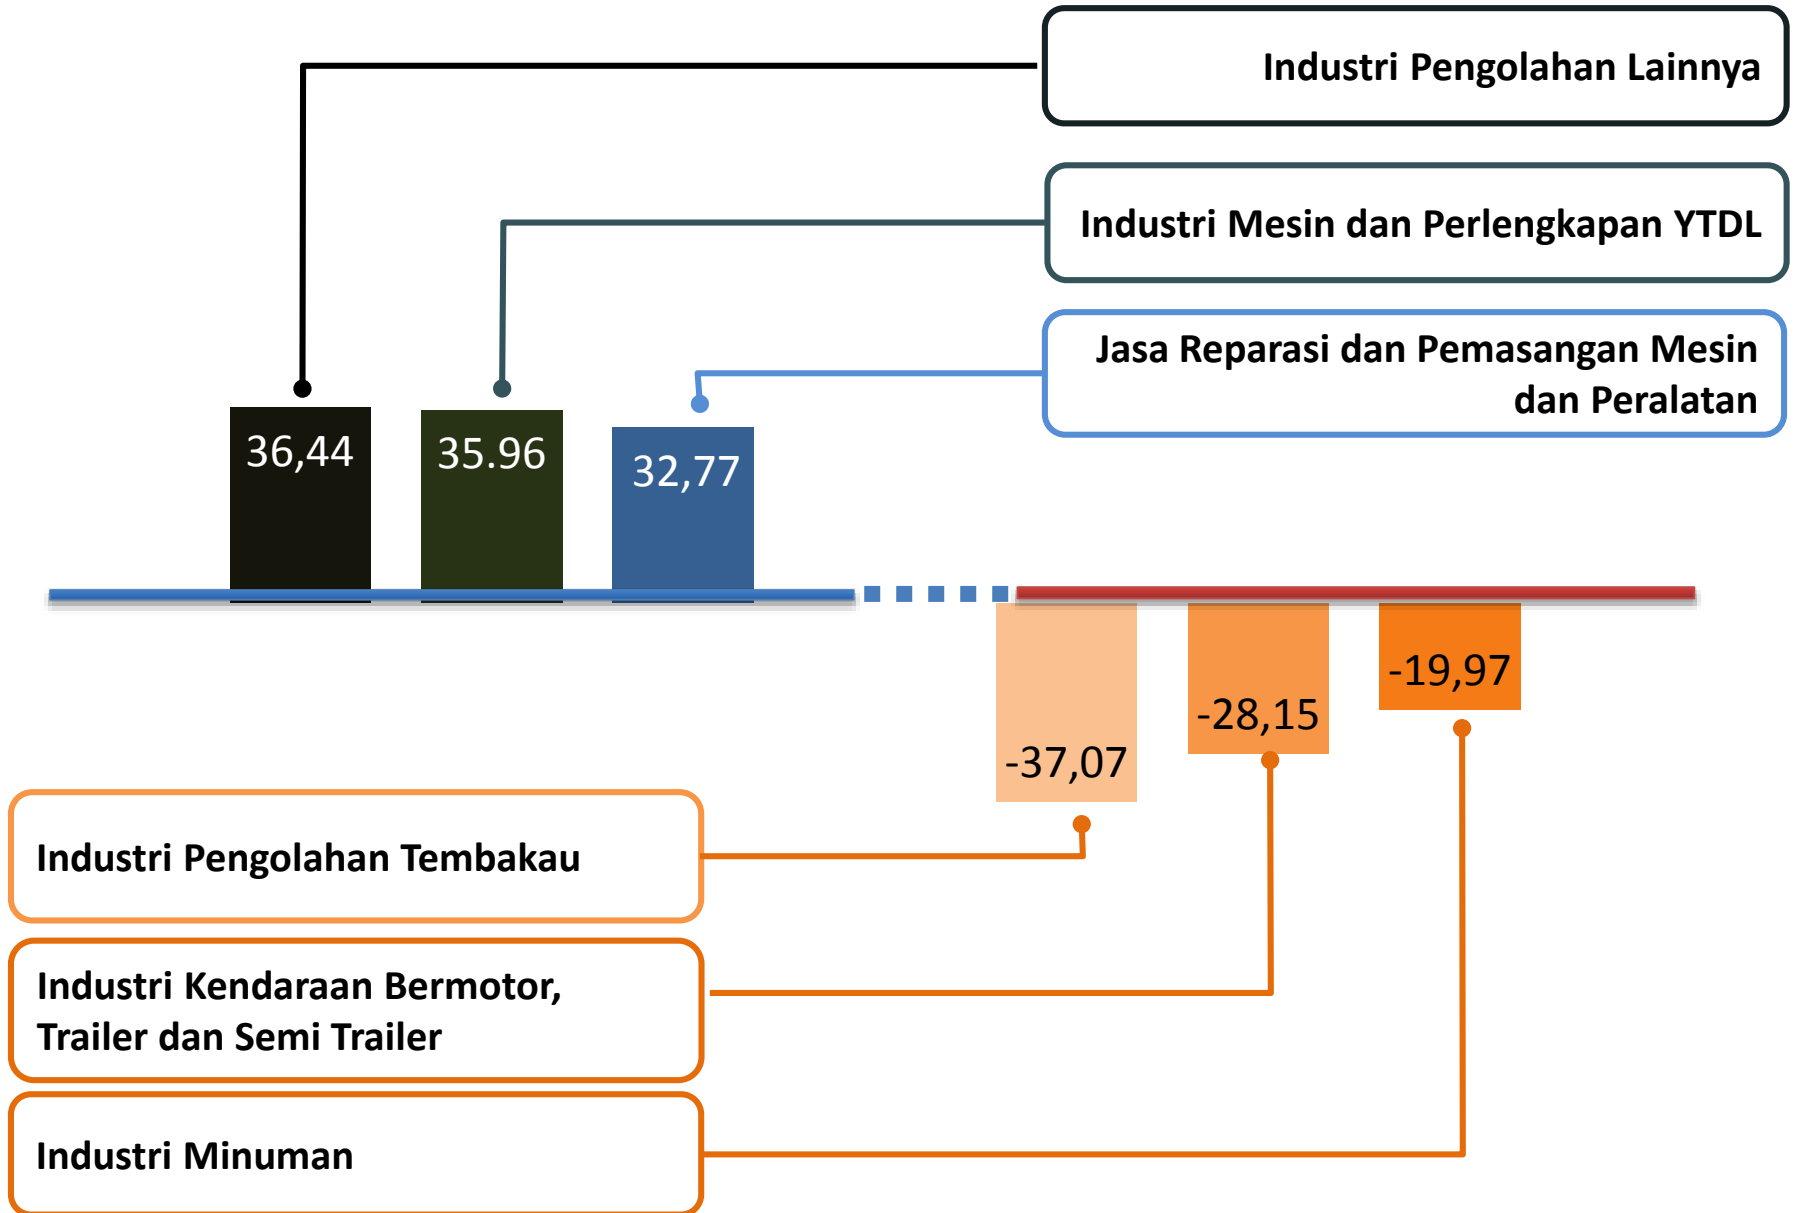 Industri Pengolahan Lainnya
Industri Mesin dan Perlengkapan YTDL
Jasa Reparasi dan Pemasangan Mesin
dan Peralatan
36,44
35.96
32,77
-37,07
-28,15
-19,97
Industri Pengolahan Tembakau
Industri Kendaraan Bermotor,
Trailer dan Semi Trailer
Industri Minuman